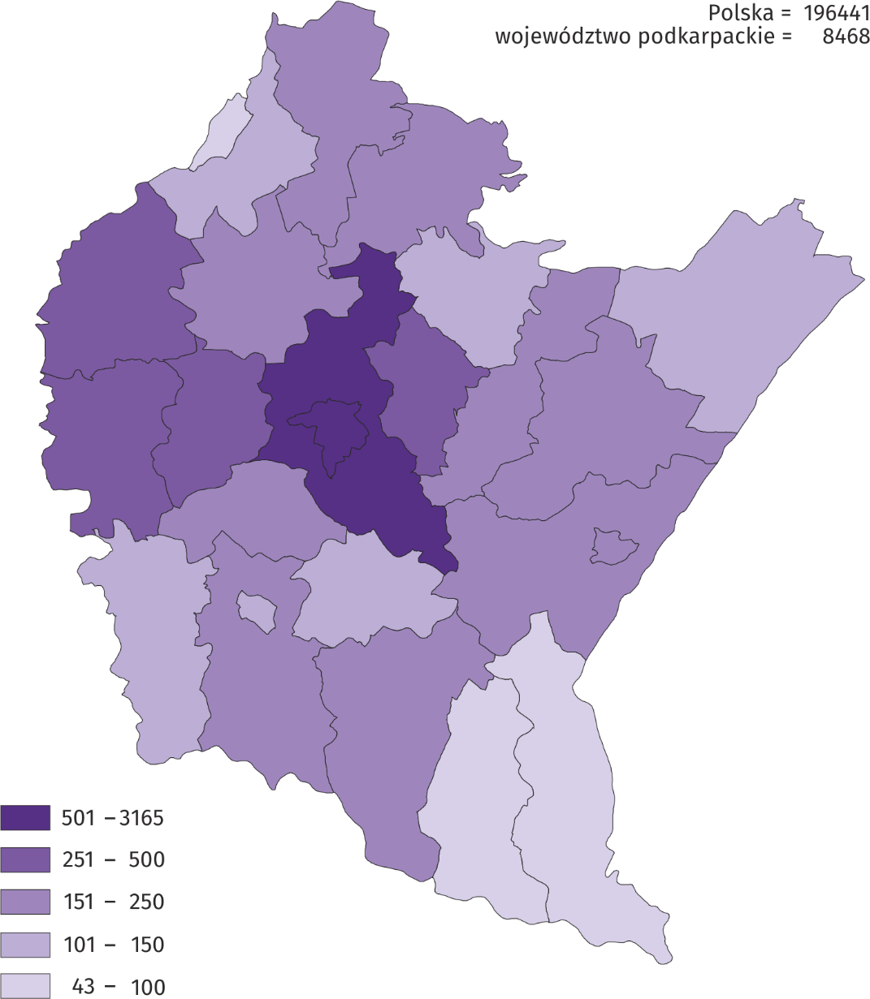 Polska = 196441
województwo podkarpackie = 8468
501 – 3165
251 – 500
151 – 250
101 – 150
43 – 100